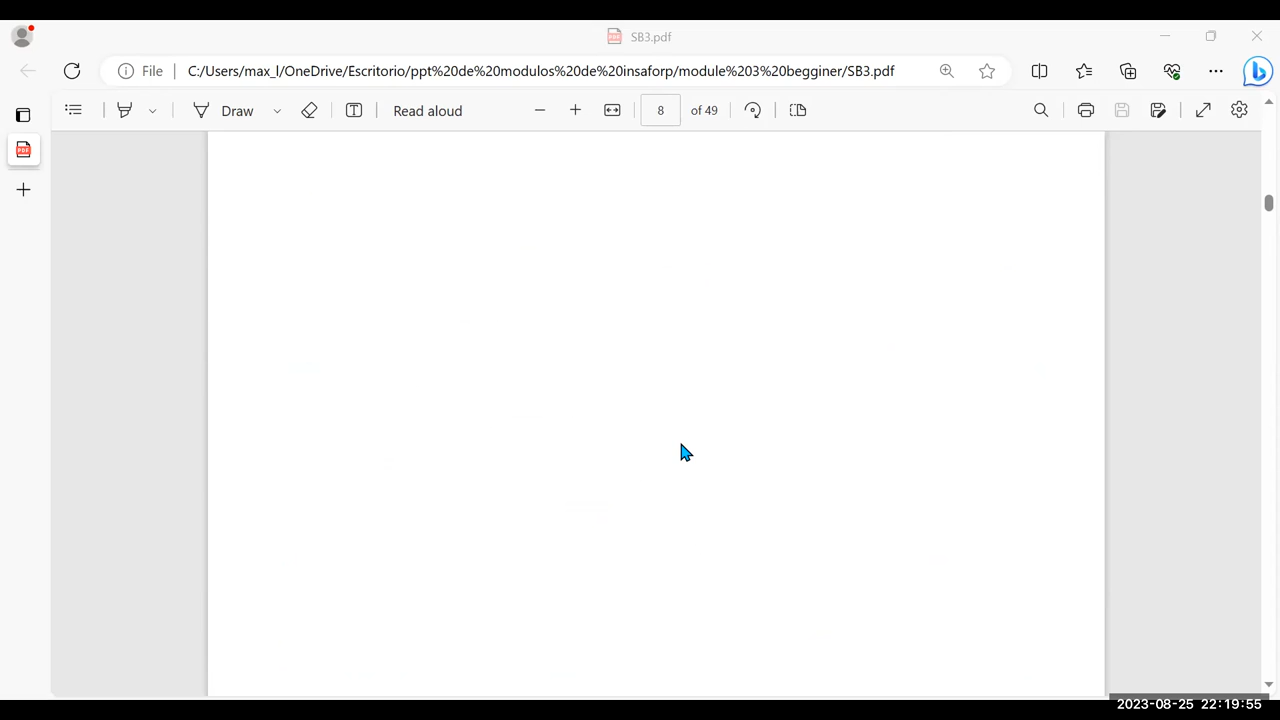 SB3.pdf
File
C:/Users/max_l/OneDrive/Escritorio/ppt%20de%20modulos%20de%20insaforp/module%203%20begginer/SB3.pdf
Draw
Read aloud
8
of 49
2023-08-25 22:19:55